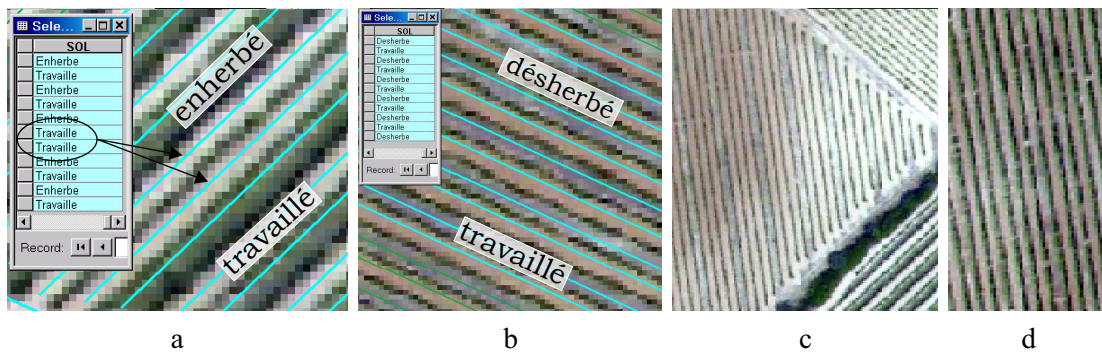 Sele...
SOL
Enherbe
Travaille
Enherbe
Travaille
Enherbe
Travaille
Travaille
Enherbe
Travaille
Enherbe
Travaille
Record:
enherbé
travaillé
a
Sele...
SOL
Desherbe
Travaille
Desherbe
Travaille
Desherbe
Travaille
Desherbe
Travaille
Desherbe
Travaille
Desherbe
Record:
désherbé
travaillé
b
c
d